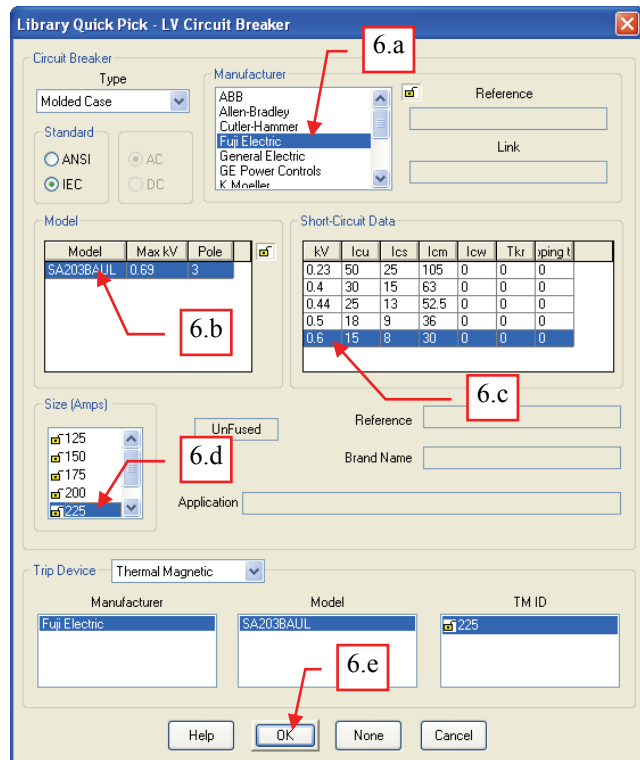 Library Quick Pick - LV Circuit Breaker
6.a
Circuit Breaker
Type
Molded Case
Manufacturer
ABB
Allen-Bradley
Cutler-Hammer
Fuji Electric
General Electric
GE Power Controls
K Moeller
Reference
Link
Standard
ANSI
IEC
AC
DC
Model
Model Max kV Pole
SA203BAUL 0.69 3
6.b
Short-Circuit Data
kV Icu Ics Icm Icw Tkr pping t
0.23 50 25 105 0 0 0
0.4 30 15 63 0 0 0
0.44 25 13 52.5 0 0 0
0.5 18 9 36 0 0 0
0.6 15 8 30 0 0 0
6.c
Size (Amps)
125
150
175
200
225
6.d
UnFused
Reference
Brand Name
Application
Trip Device Thermal Magnetic
Manufacturer Model TM ID
Fuji Electric SA203BAUL 225
6.e
Help OK None Cancel